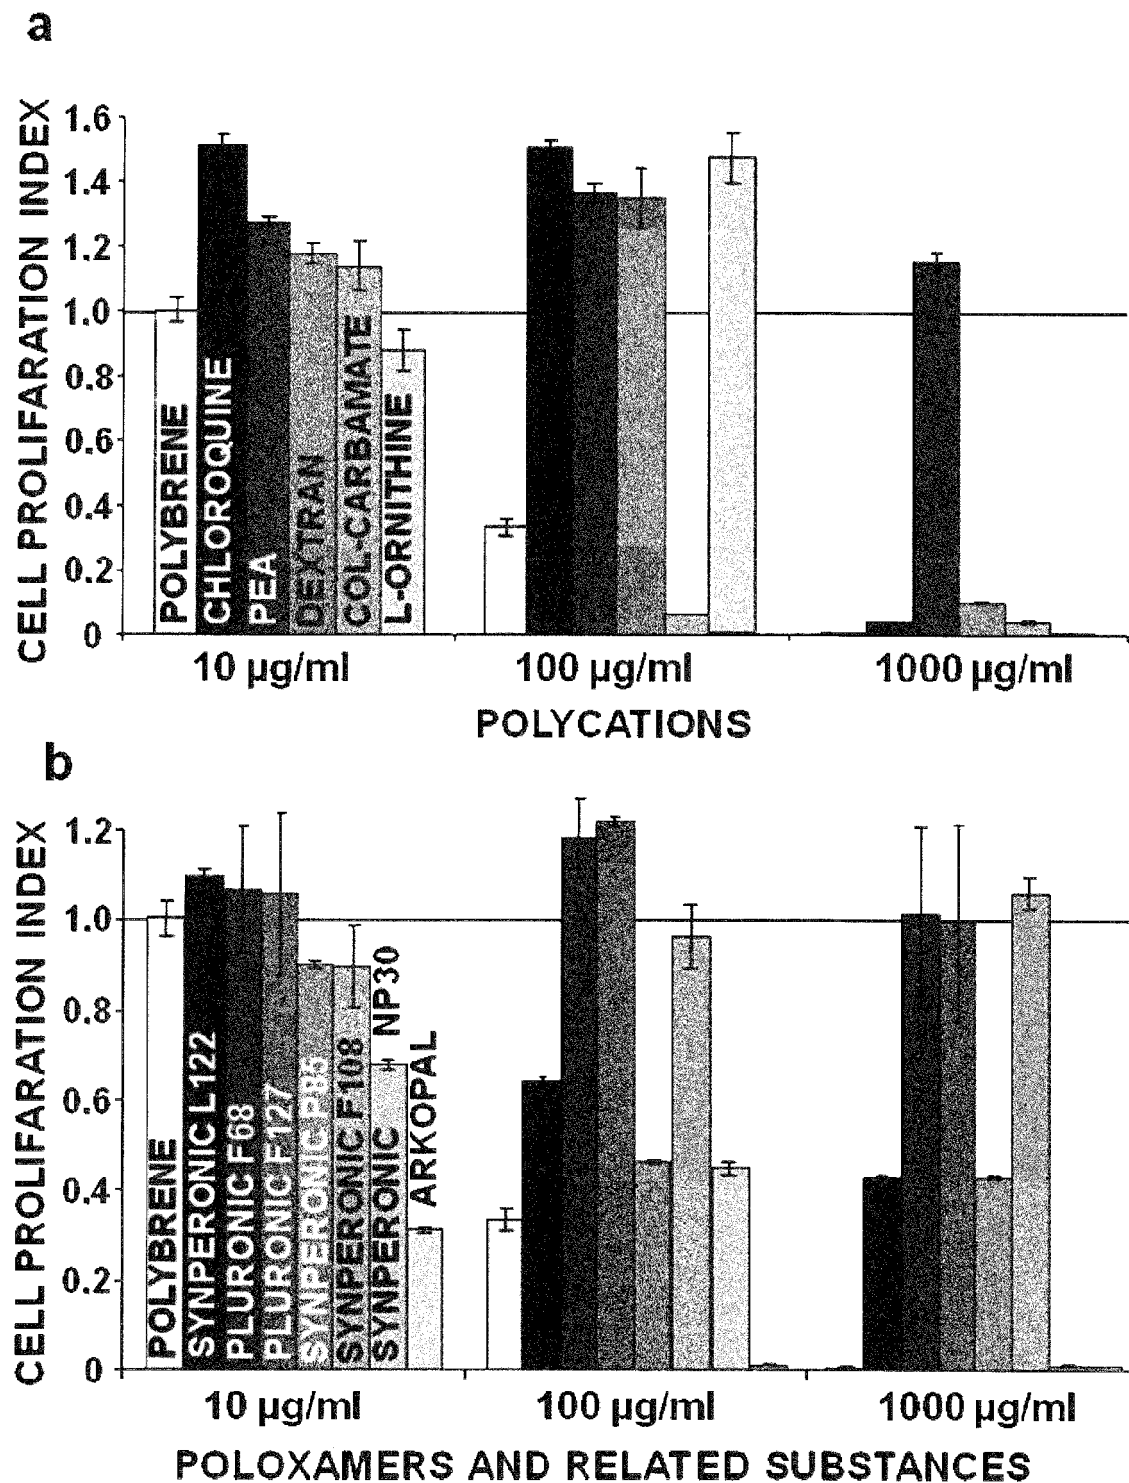 a
CELL PROLIFARATION INDEX
1.6
1.4
1.2
1.0
0.8
0.6
0.4
0.2
0
POLYBRENE
CHLOROQUINE
PEA
DEXTRAN
COL-CARBAMATE
L-ORNITHINE
10 µg/ml
100 µg/ml
1000 µg/ml
POLYCATIONS
b
CELL PROLIFARATION INDEX
1.2
1.0
0.8
0.6
0.4
0.2
0
POLYBRENE
SYNPERONIC L122
PLURONIC F68
PLURONIC F127
SYNPERONIC P85
SYNPERONIC F108
SYNPERONIC NP30
ARKOPAL
10 µg/ml
100 µg/ml
1000 µg/ml
POLOXAMERS AND RELATED SUBSTANCES